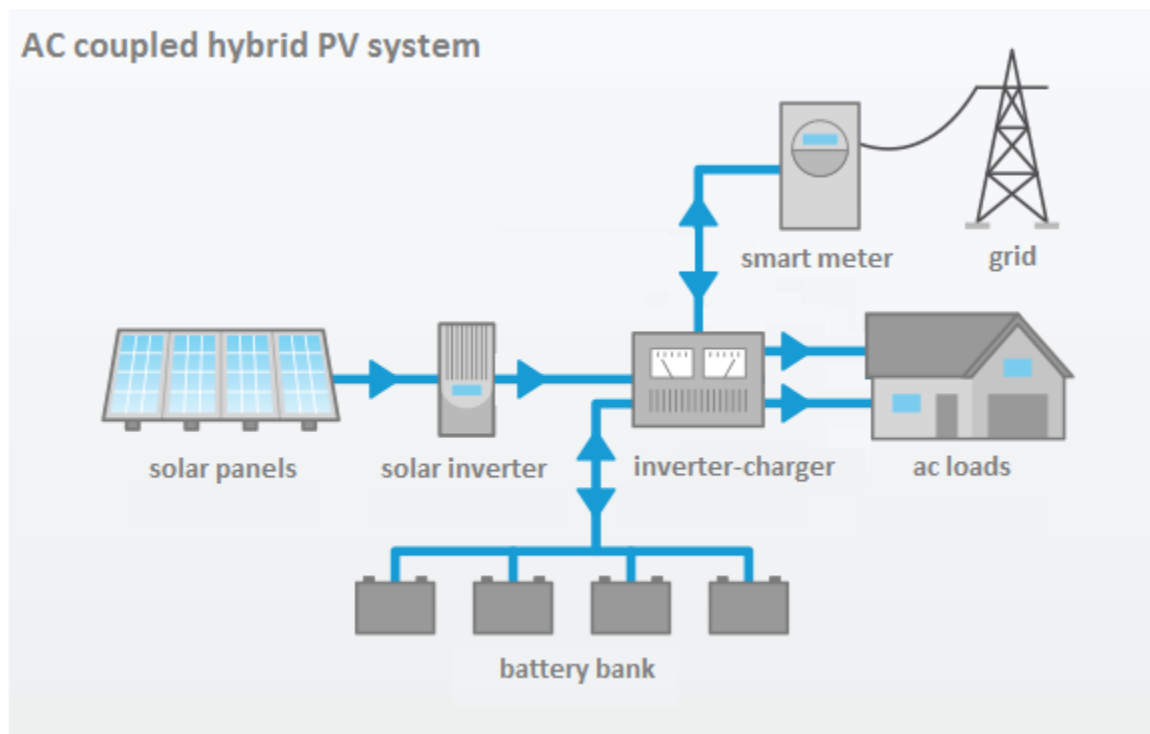 AC coupled hybrid PV system
smart meter
grid
solar panels
solar inverter
inverter-charger
ac loads
battery bank